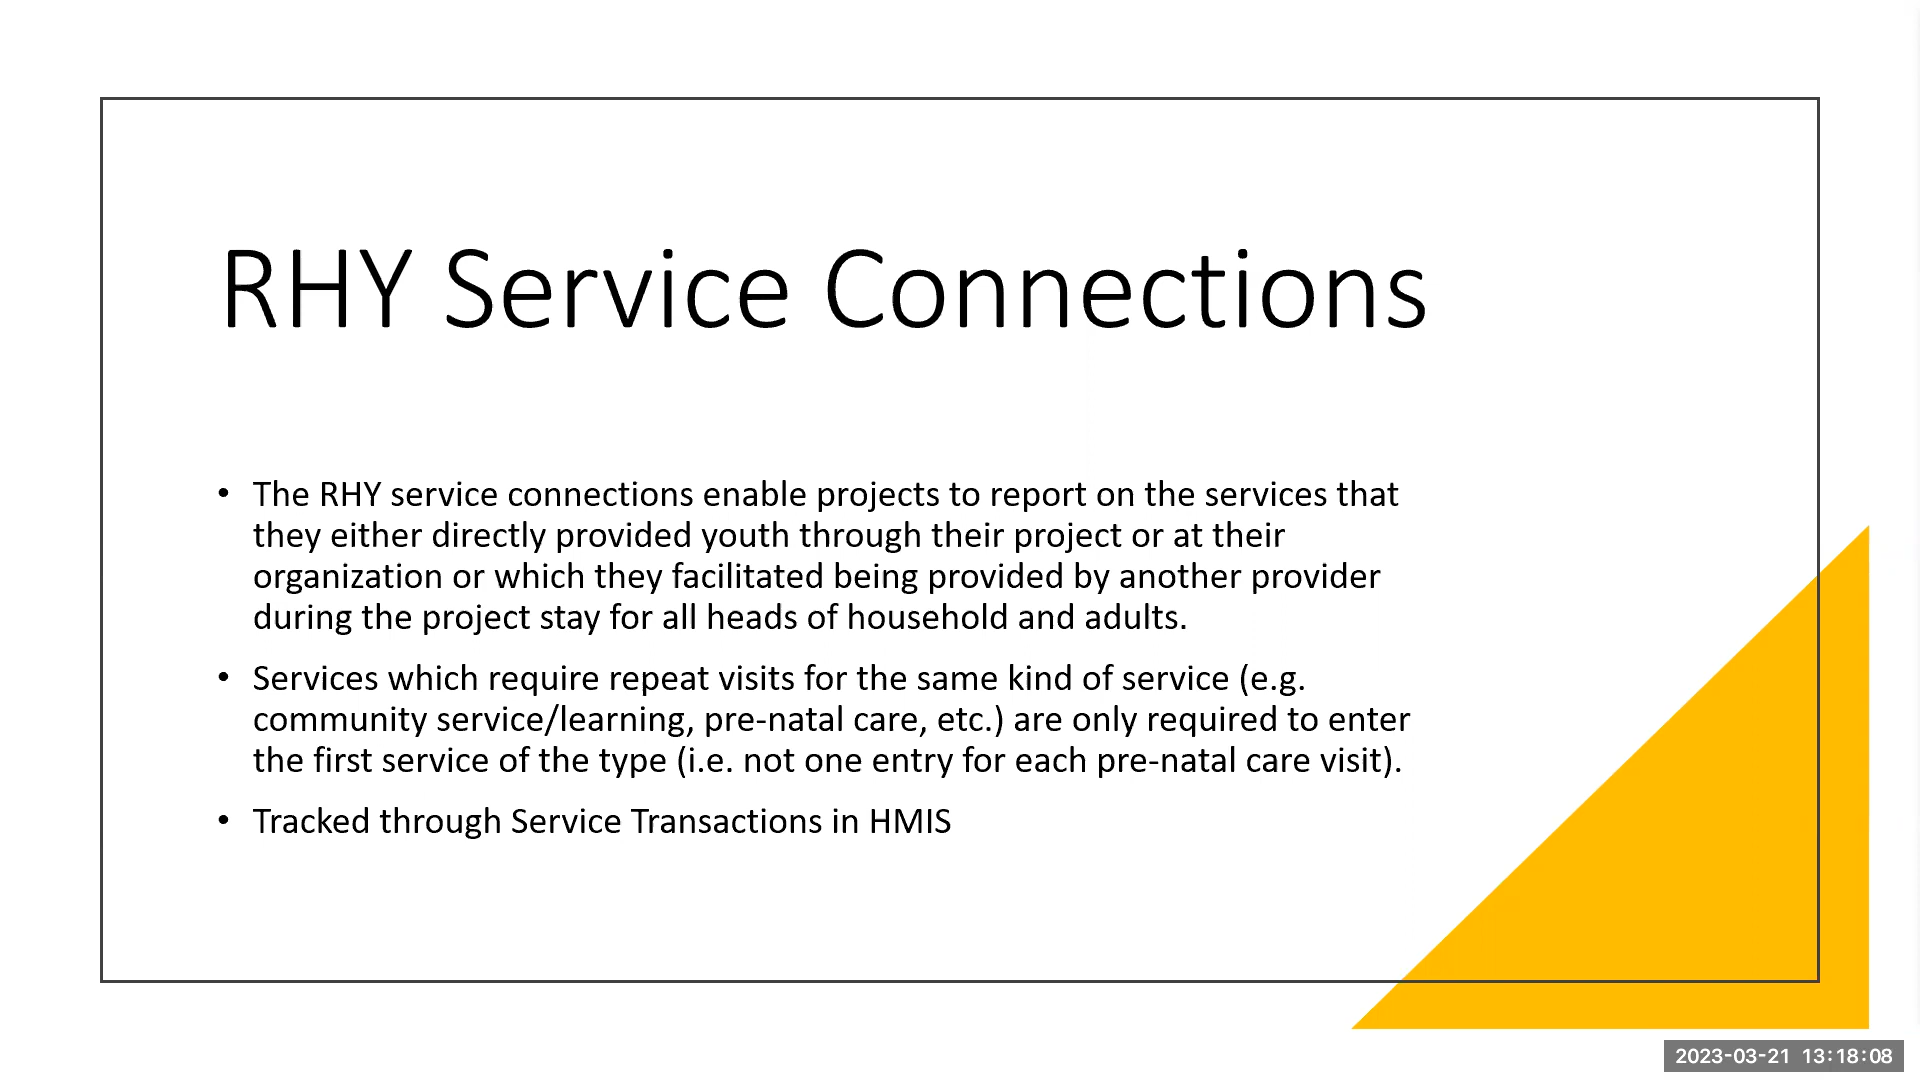 RHY Service Connections
• The RHY service connections enable projects to report on the services that
they either directly provided youth through their project or at their
organization or which they facilitated being provided by another provider
during the project stay for all heads of household and adults.
• Services which require repeat visits for the same kind of service (e.g.
community service/learning, pre-natal care, etc.) are only required to enter
the first service of the type (i.e. not one entry for each pre-natal care visit).
• Tracked through Service Transactions in HMIS
2023-03-21 13:18:08